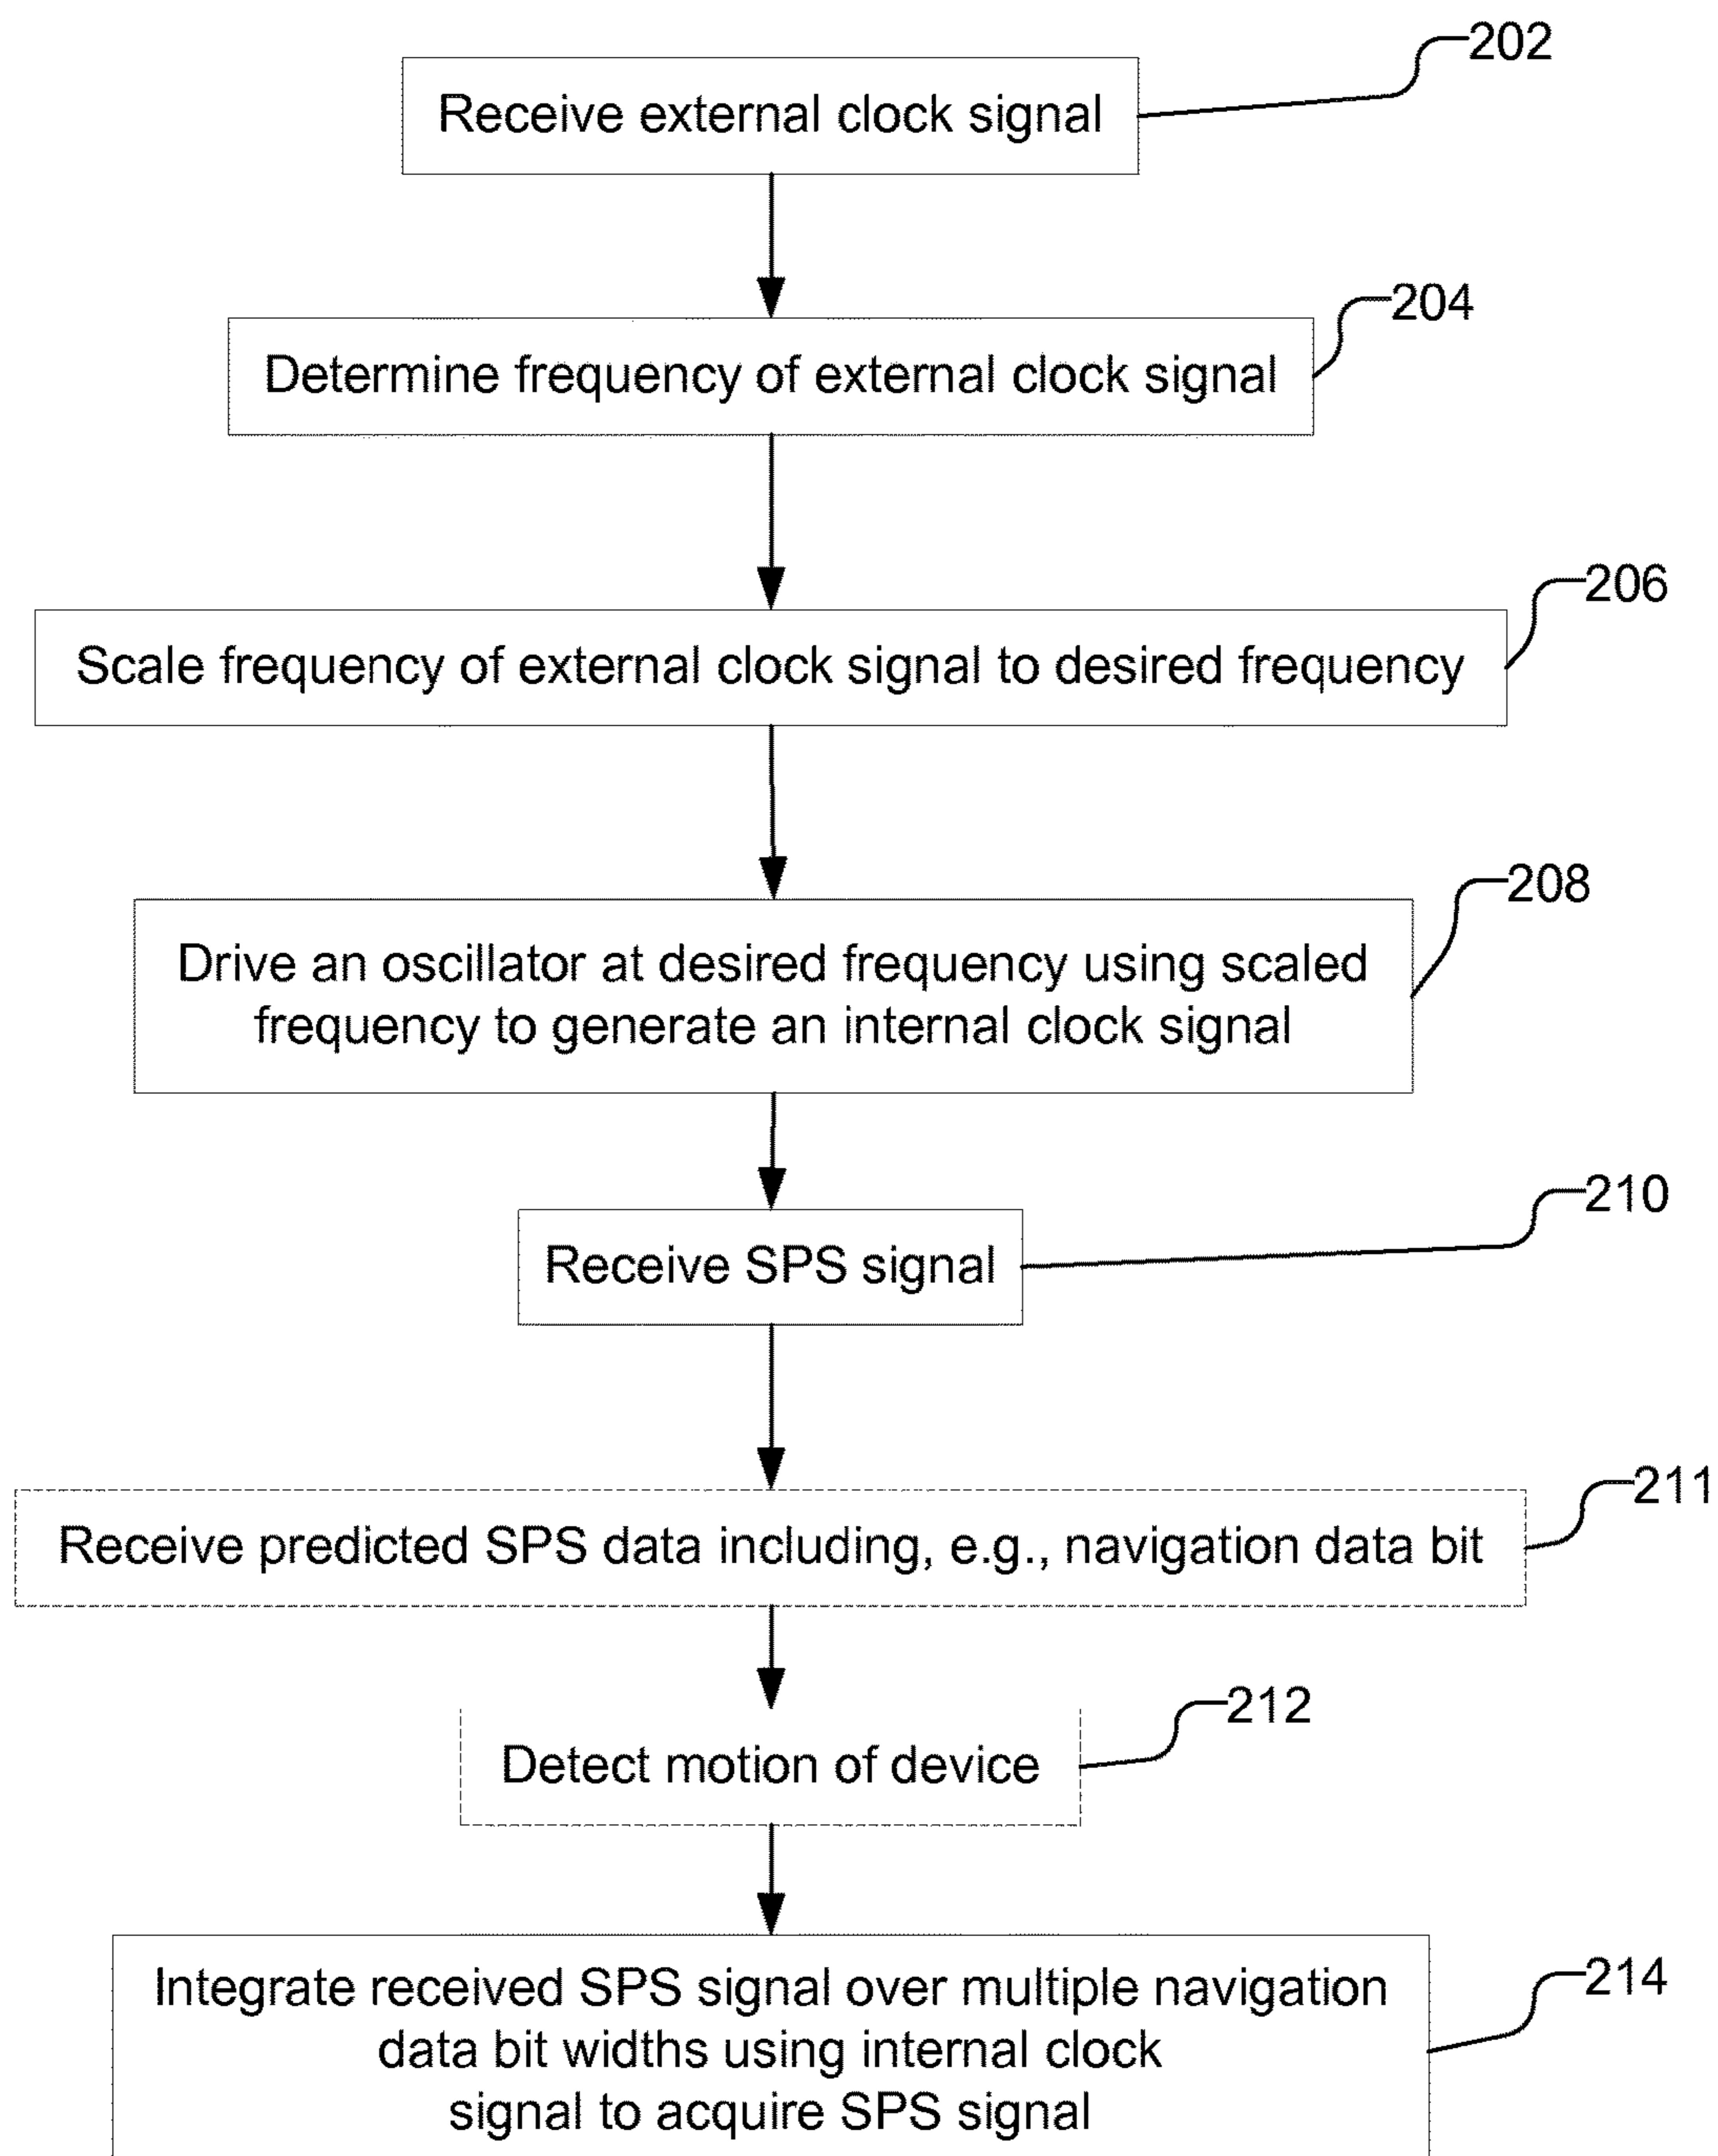 202
Receive external clock signal
204
Determine frequency of external clock signal
206
Scale frequency of external clock signal to desired frequency
208
Drive an oscillator at desired frequency using scaled
frequency to generate an internal clock signal
210
Receive SPS signal
211
Receive predicted SPS data including, e.g., navigation data bit
212
Detect motion of device
214
Integrate received SPS signal over multiple navigation
data bit widths using internal clock
signal to acquire SPS signal